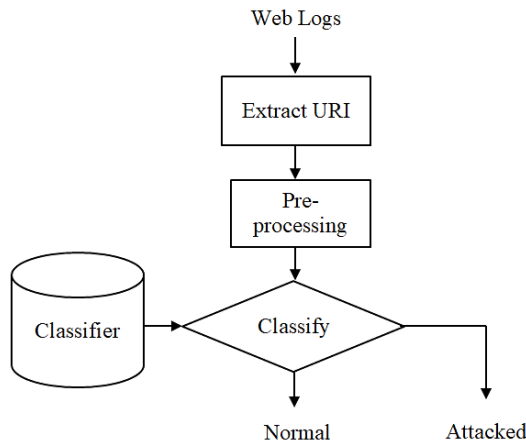 Web Logs
Extract URI
Pre-
processing
Classifier
Classify
Normal
Attacked